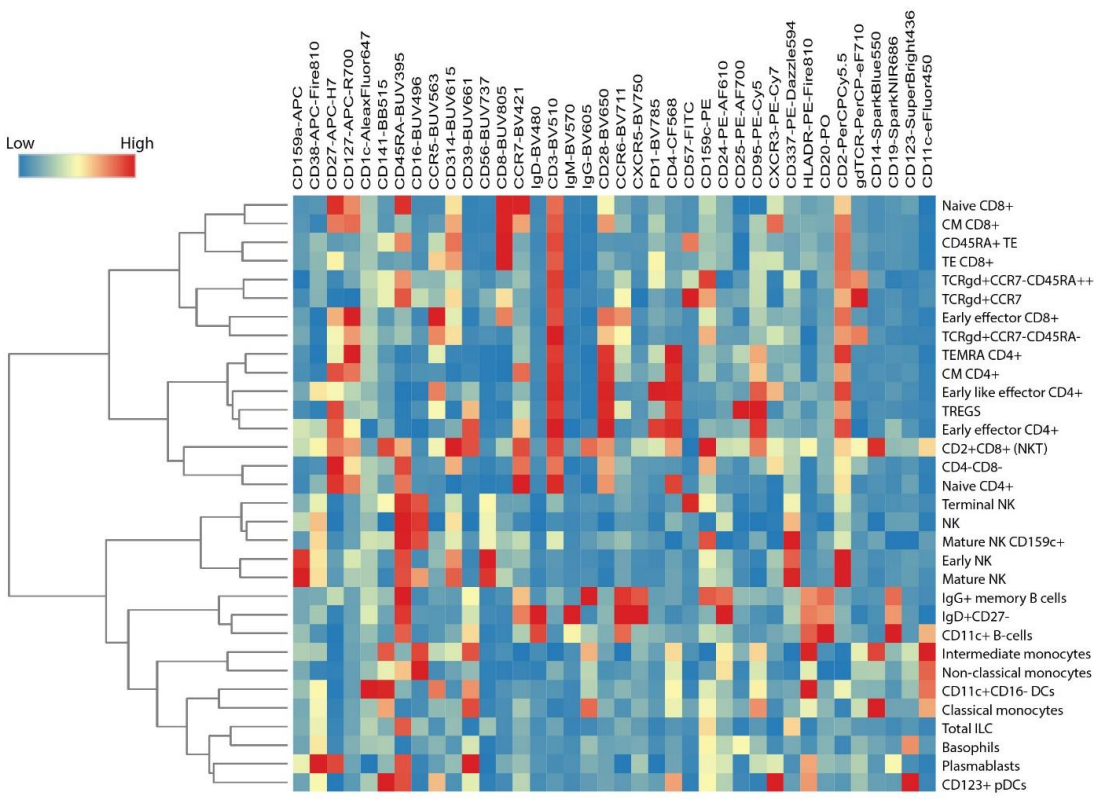 Low High
CD159a-APC
CD38-APC-Fire810
CD27-APC-H7
CD127-APC-R700
CD1c-AleaxFluor647
CD141-BB515
CD45RA-BUV395
CD16-BUV496
CCR5-BUV563
CD314-BUV615
CD39-BUV661
CD56-BUV737
CD8-BUV805
CCR7-BV421
IgD-BV480
CD3-BV510
IgM-BV570
IgG-BV605
CD28-BV650
CCR6-BV711
CXCR5-BV750
PD1-BV785
CD4-CF568
CD57-FITC
CD159c-PE
CD24-PE-AF610
CD25-PE-AF700
CD95-PE-Cy5
CXCR3-PE-Cy7
CD337-PE-Dazzle594
HLADR-PE-Fire810
CD20-PO
CD2-PerCPCy5.5
gdTCR-PerCP-eF710
CD14-SparkBlue550
CD19-SparkNIR686
CD123-SuperBright436
CD11c-eFluor450
Naive CD8+
CM CD8+
CD45RA+ TE
TE CD8+
TCRgd+CCR7-CD45RA++
TCRgd+CCR7
Early effector CD8+
TCRgd+CCR7-CD45RA-
TEMRA CD4+
CM CD4+
Early like effector CD4+
TREGS
Early effector CD4+
CD2+CD8+ (NKT)
CD4-CD8-
Naive CD4+
Terminal NK
NK
Mature NK CD159c+
Early NK
Mature NK
IgG+ memory B cells
IgD+CD27-
CD11c+ B-cells
Intermediate monocytes
Non-classical monocytes
CD11c+CD16- DCs
Classical monocytes
Total ILC
Basophils
Plasmablasts
CD123+ pDCs